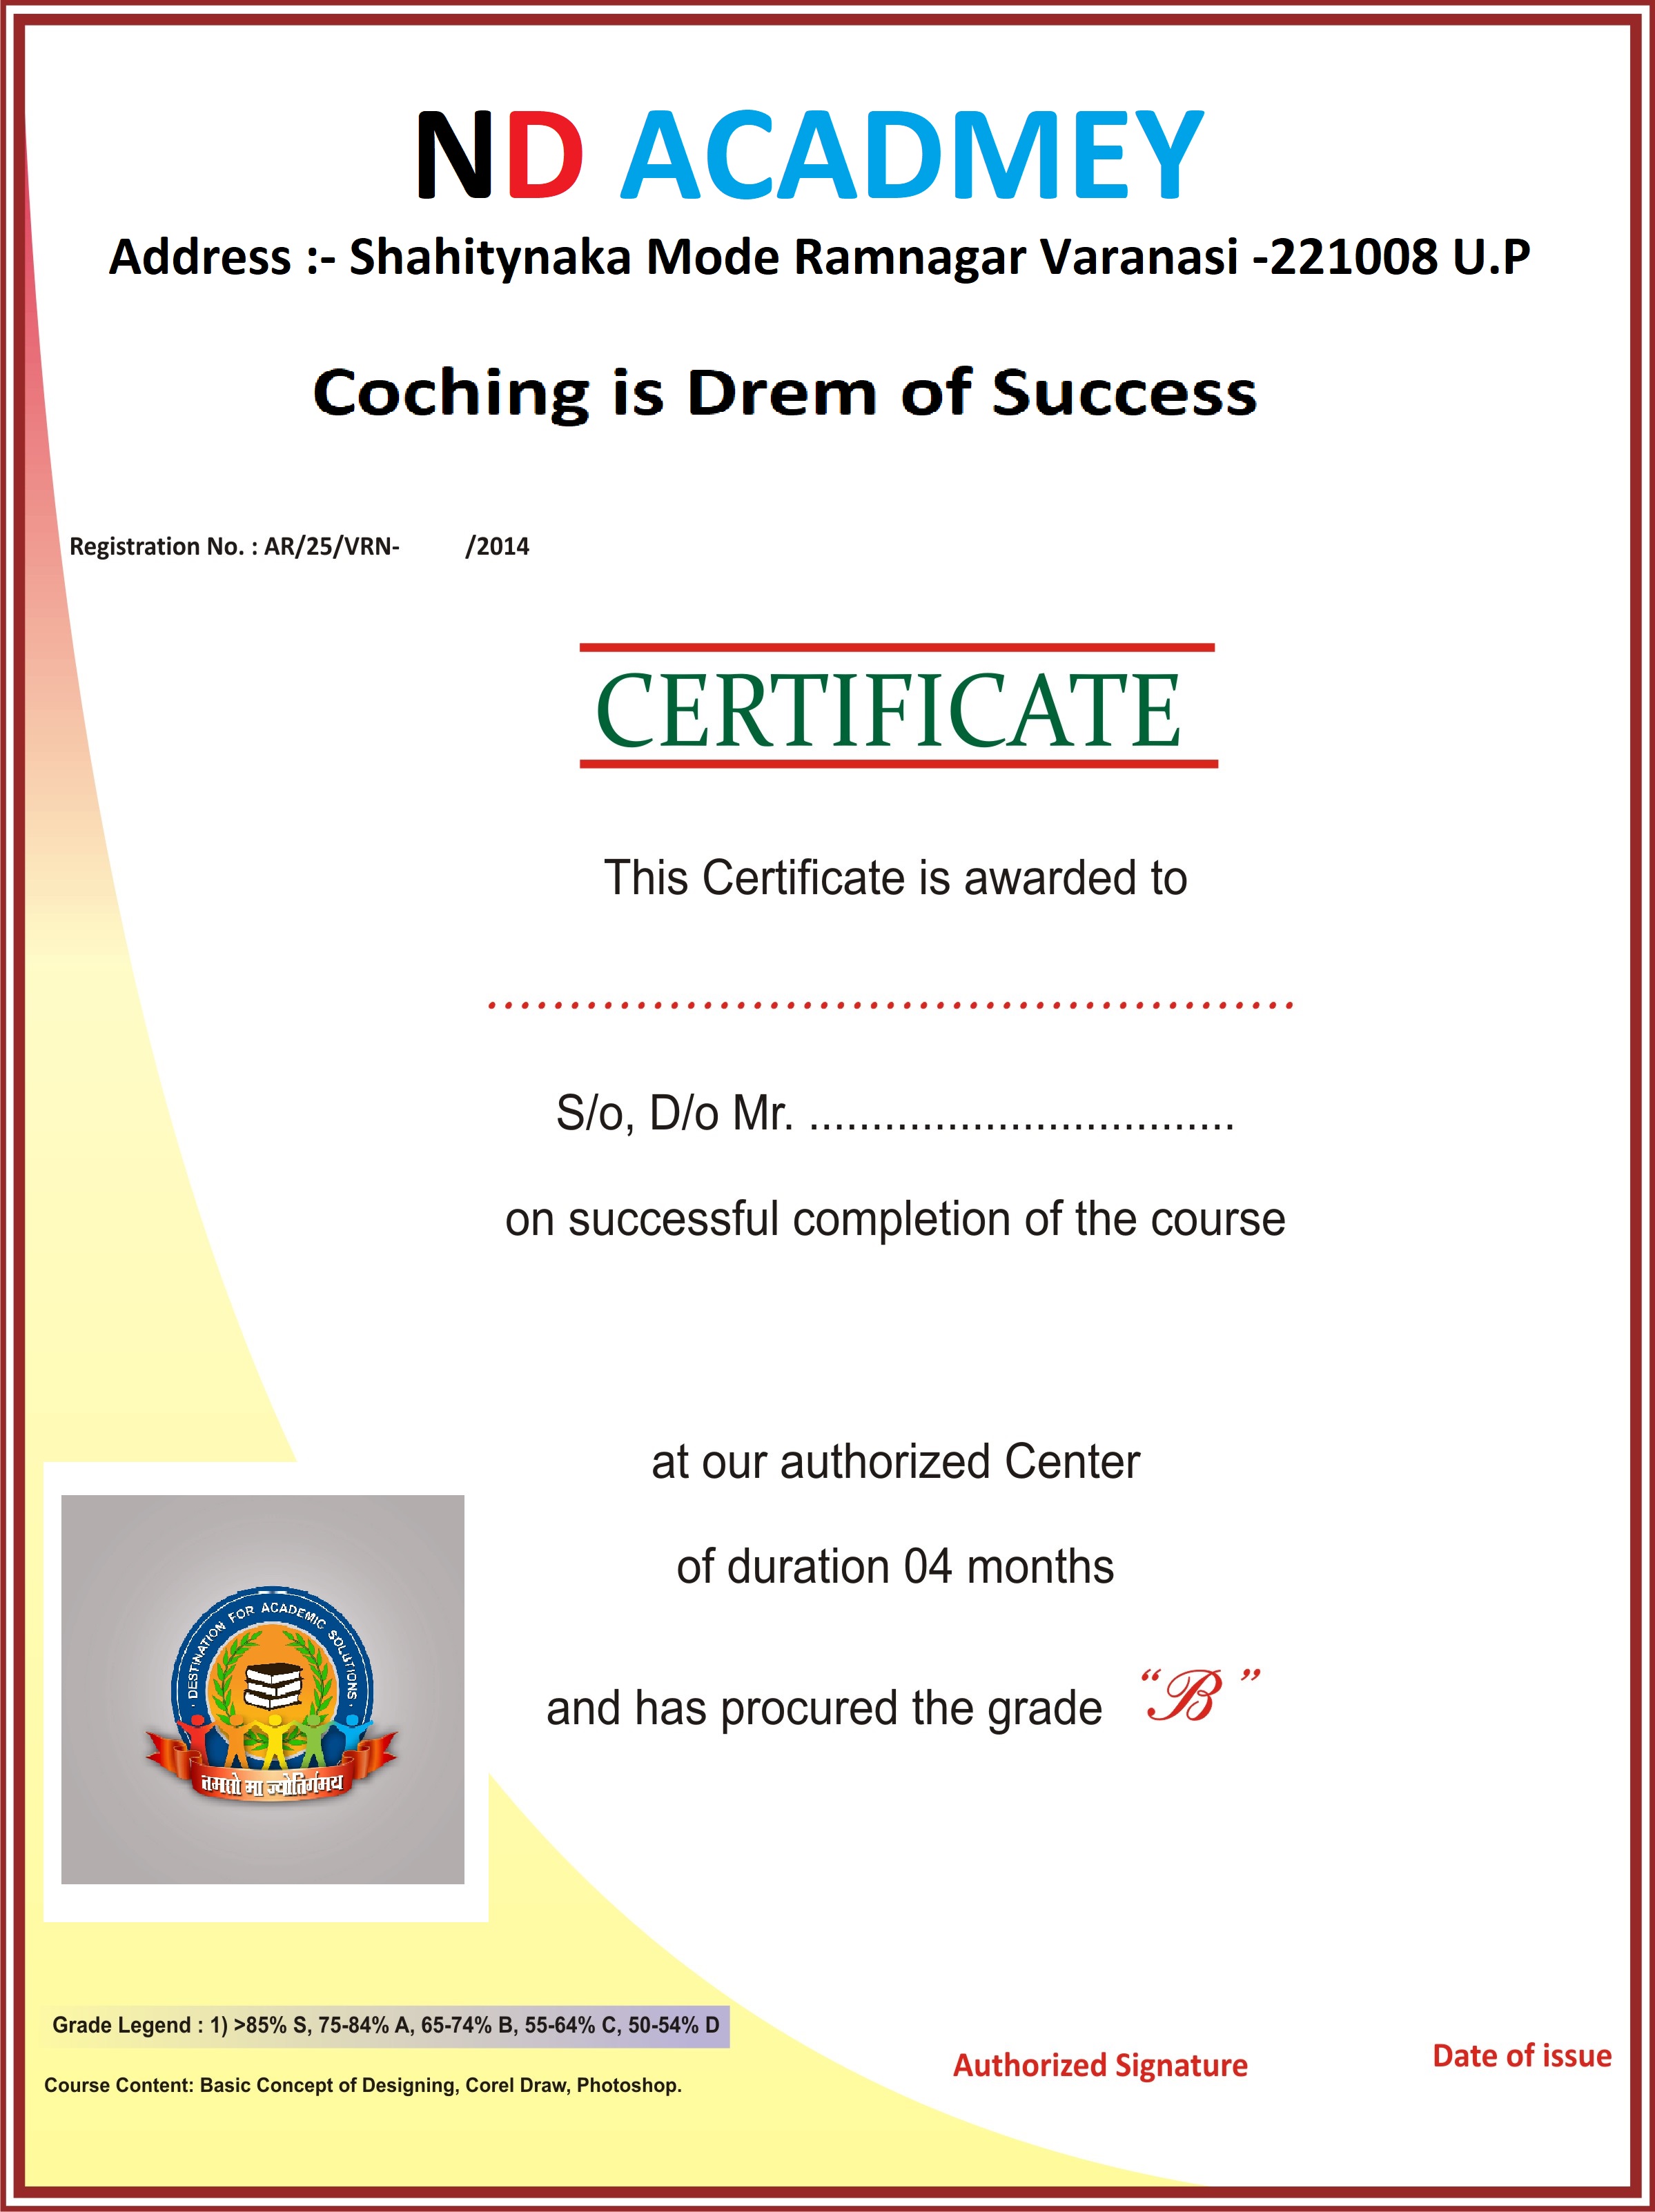 ND ACADMEY
Address :- Shahitynaka Mode Ramnagar Varanasi -221008 U.P
Coching is Drem of Success
Registration No. : AR/25/VRN-          /2014
CERTIFICATE
This Certificate is awarded to
..................................................
S/o, D/o Mr. ..................................
on successful completion of the course
at our authorized Center
of duration 04 months
and has procured the grade “B”
· DESTINATION FOR ACADEMIC SOLUTIONS ·
तमसो मा ज्योतिर्गमय
Grade Legend : 1) >85% S, 75-84% A, 65-74% B, 55-64% C, 50-54% D
Course Content: Basic Concept of Designing, Corel Draw, Photoshop.
Authorized Signature
Date of issue